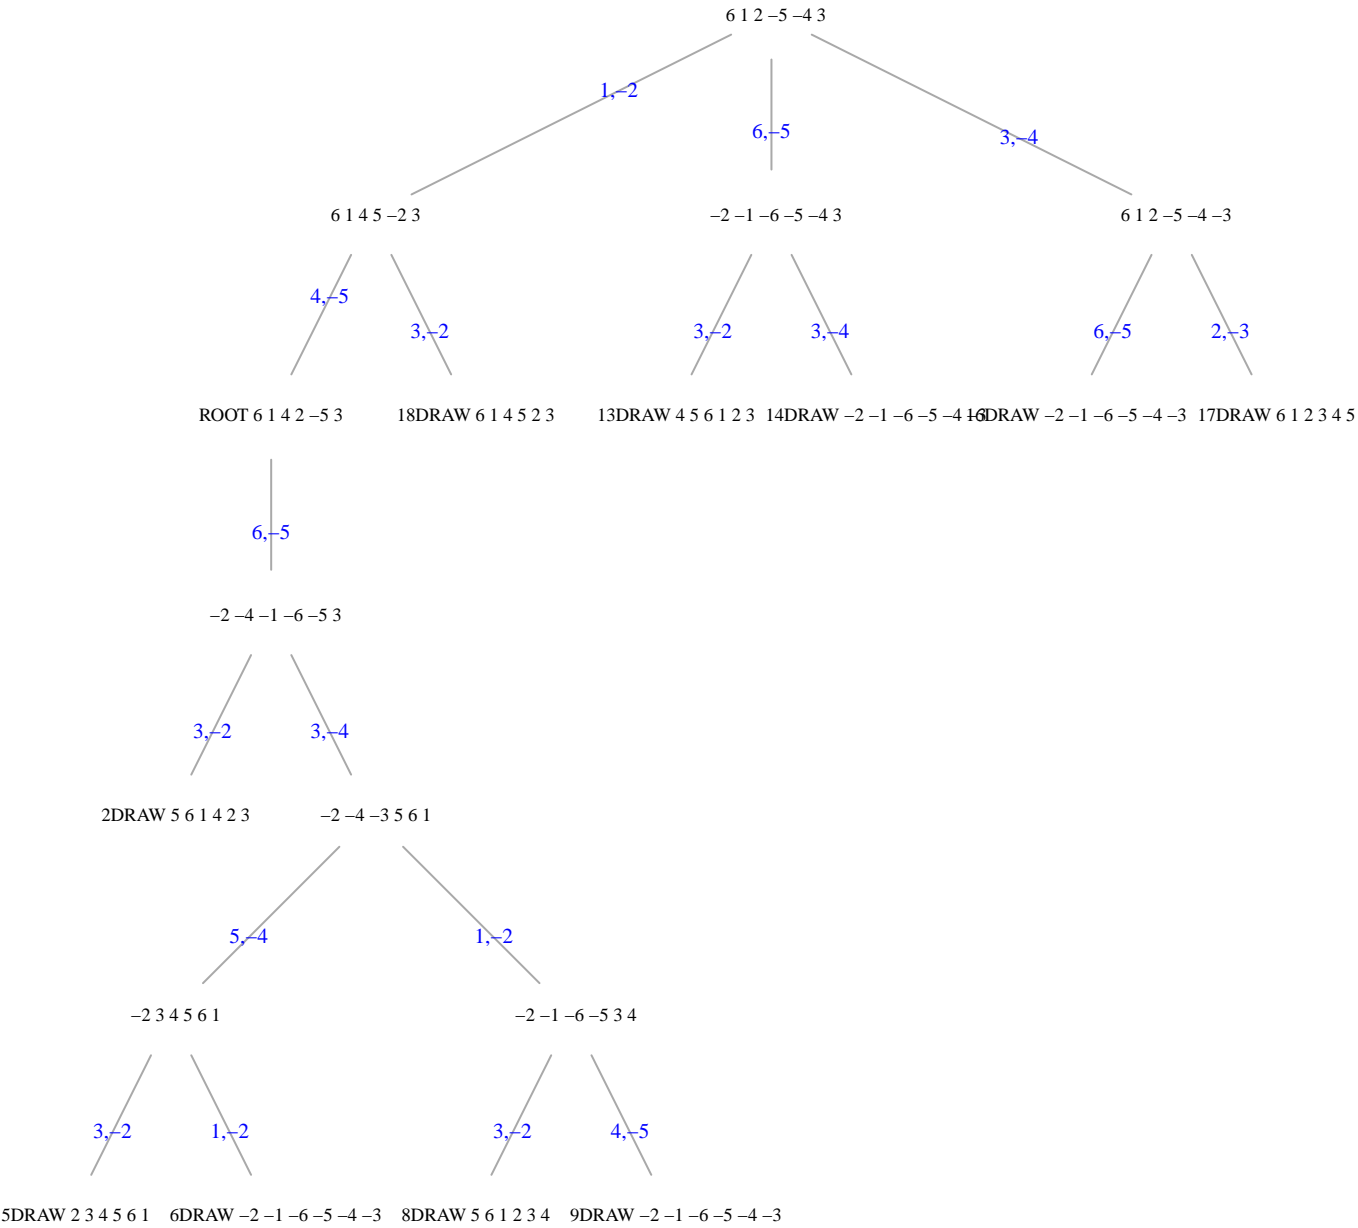 6 1 2 –5 –4 3
1,–2
6,–5
3,–4
6 1 4 5 –2 3
–2 –1 –6 –5 –4 3
6 1 2 –5 –4 –3
4,–5
3,–2
3,–2
3,–4
6,–5
2,–3
ROOT 6 1 4 2 –5 3
18DRAW 6 1 4 5 2 3
13DRAW 4 5 6 1 2 3
14DRAW –2 –1 –6 –5 –4 –3
16DRAW –2 –1 –6 –5 –4 –3
17DRAW 6 1 2 3 4 5
6,–5
–2 –4 –1 –6 –5 3
3,–2
3,–4
2DRAW 5 6 1 4 2 3
–2 –4 –3 5 6 1
5,–4
1,–2
–2 3 4 5 6 1
–2 –1 –6 –5 3 4
3,–2
1,–2
3,–2
4,–5
5DRAW 2 3 4 5 6 1
6DRAW –2 –1 –6 –5 –4 –3
8DRAW 5 6 1 2 3 4
9DRAW –2 –1 –6 –5 –4 –3